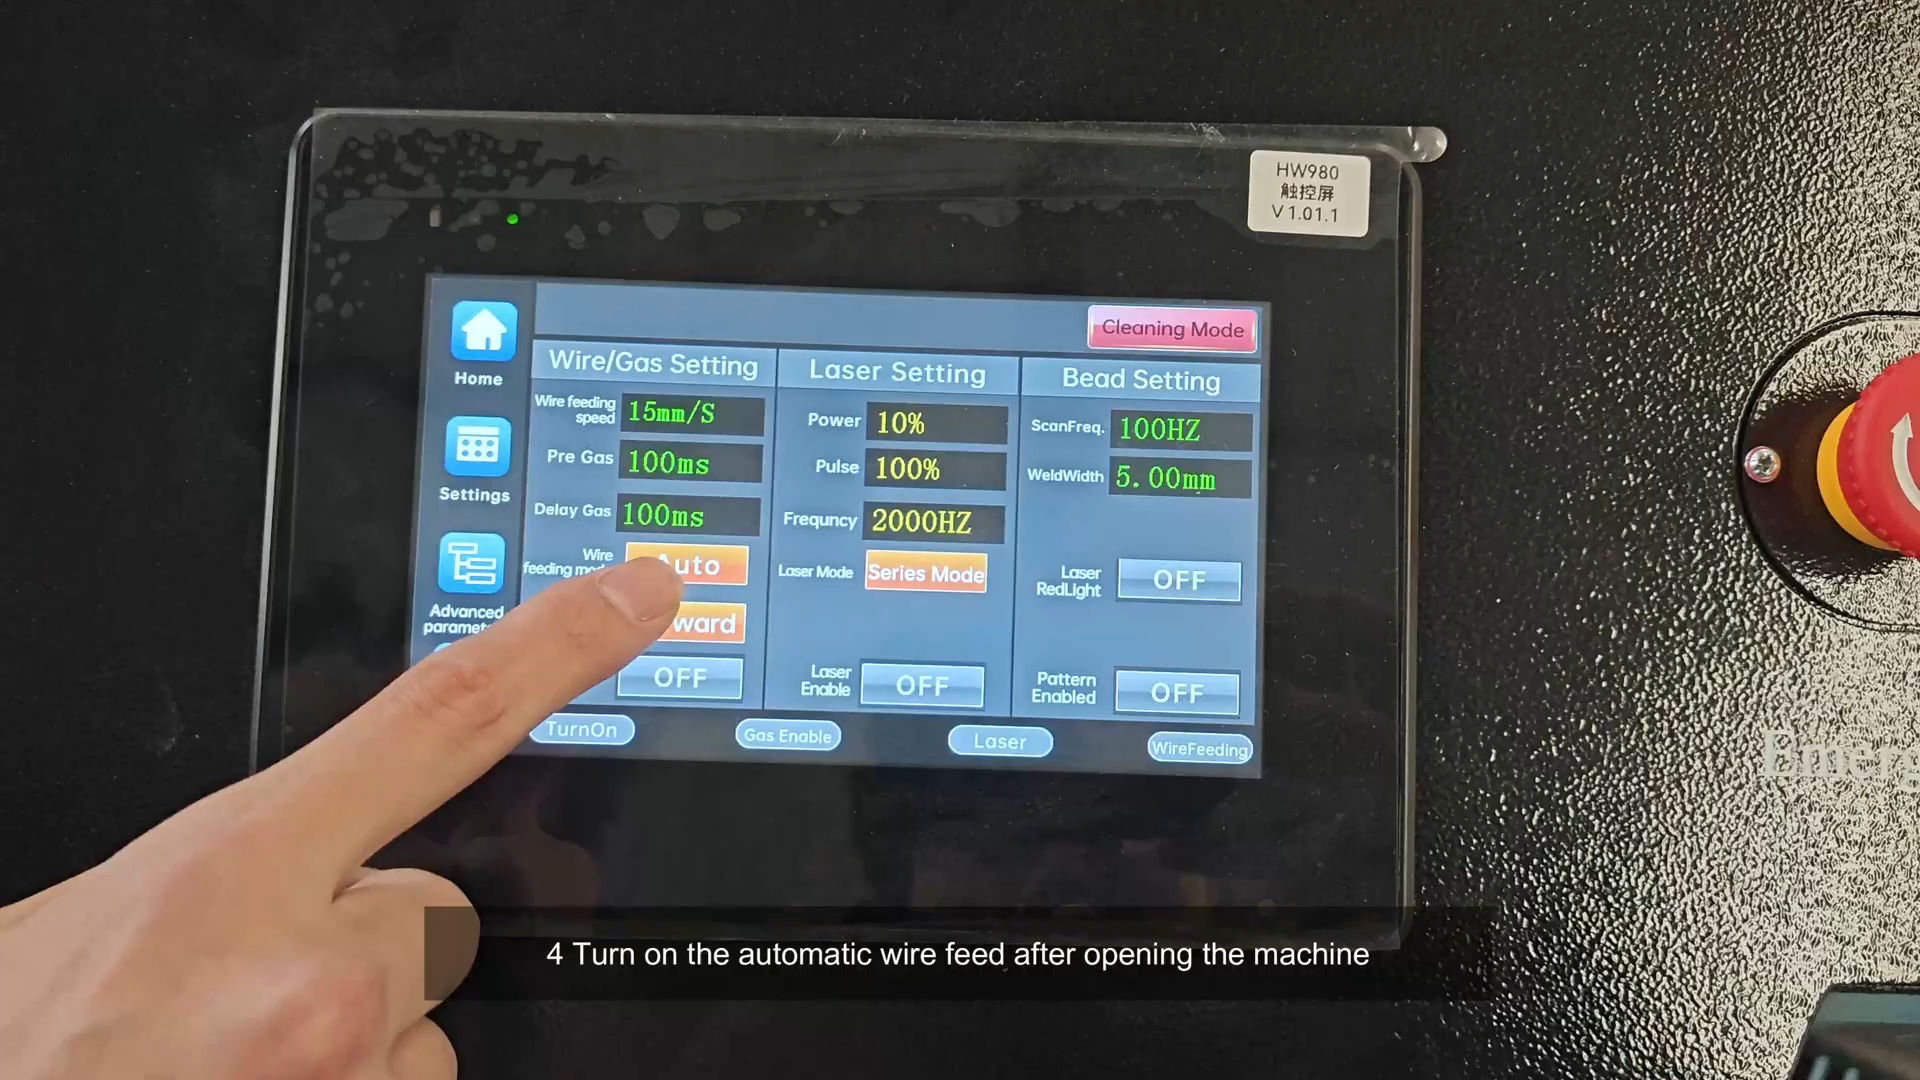 HW980
触控屏
V 1.01.1
Cleaning Mode
Home
Settings
Advanced
Wire/Gas Setting
Wire feeding
speed
15mm/S
Pre Gas
100ms
Delay Gas
100ms
Wire
feeding
Auto
OFF
Laser Setting
Power
10%
Pulse
100%
Frequncy
2000HZ
Laser Mode
Series Mode
Laser
Enable
OFF
Bead Setting
ScanFreq.
100HZ
WeldWidth
5.00mm
Laser
RedLight
OFF
Pattern
Enabled
OFF
TurnOn
Gas Enable
Laser
WireFeeding
4 Turn on the automatic wire feed after opening the machine